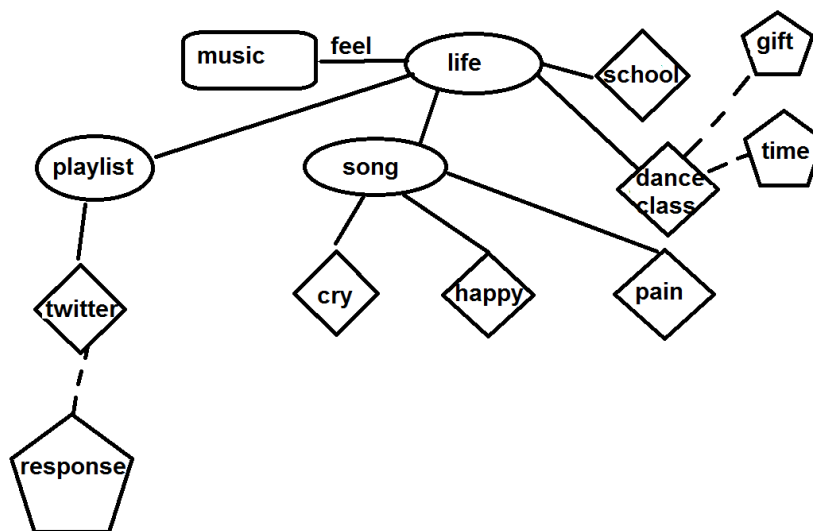 gift
feel
music
life
school
time
playlist
song
dance
class
cry
happy
pain
twitter
response